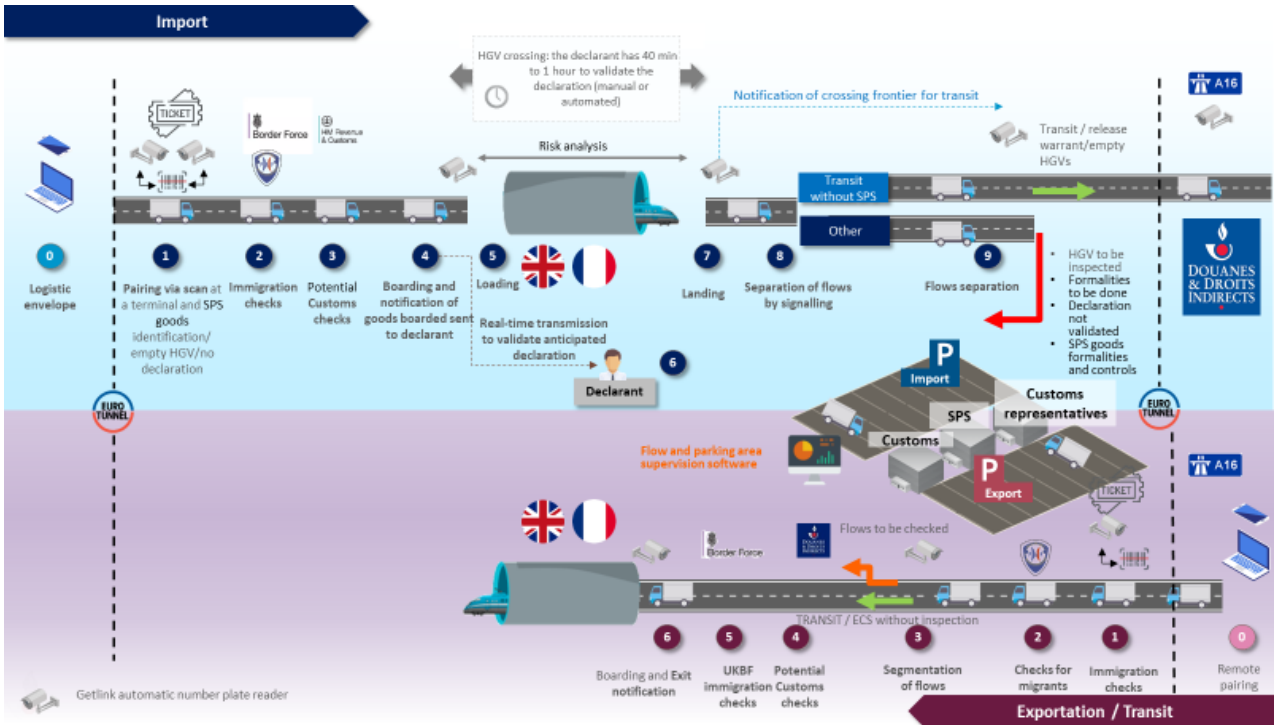 Import
HGV crossing: the declarant has 40 min
to 1 hour to validate the
declaration (manual or
automated)
A16
Notification of crossing frontier for transit
TICKET
Border Force
HM Revenue
& Customs
Transit / release
warrant/empty
HGVs
Risk analysis
Transit
without SPS
Other
0
1
2
3
4
5
7
8
9
Logistic
envelope
Pairing via scan at
a terminal and SPS
goods
identification/
empty HGV/no
declaration
Immigration
checks
Potential
Customs
checks
Boarding and
notification of
goods boarded sent
to declarant
Loading
Landing
Separation of flows
by signalling
Flows separation
• HGV to be
inspected
• Formalities
to be done
• Declaration
not
validated
• SPS goods
formalities
and controls
DOUANES
& DROITS
INDIRECTS
Real-time transmission
to validate anticipated
declaration
6
Declarant
P
Import
EURO
TUNNEL
EURO
TUNNEL
Customs
representatives
SPS
Customs
Flow and parking area
supervision software
P
Export
A16
TICKET
Border Force
DOUANES
& DROITS
INDIRECTS
Flows to be checked
TRANSIT / ECS without inspection
6
5
4
3
2
1
0
Boarding and Exit
notification
UKBF
immigration
checks
Potential
Customs
checks
Segmentation
of flows
Checks for
migrants
Immigration
checks
Remote
pairing
Getlink automatic number plate reader
Exportation / Transit